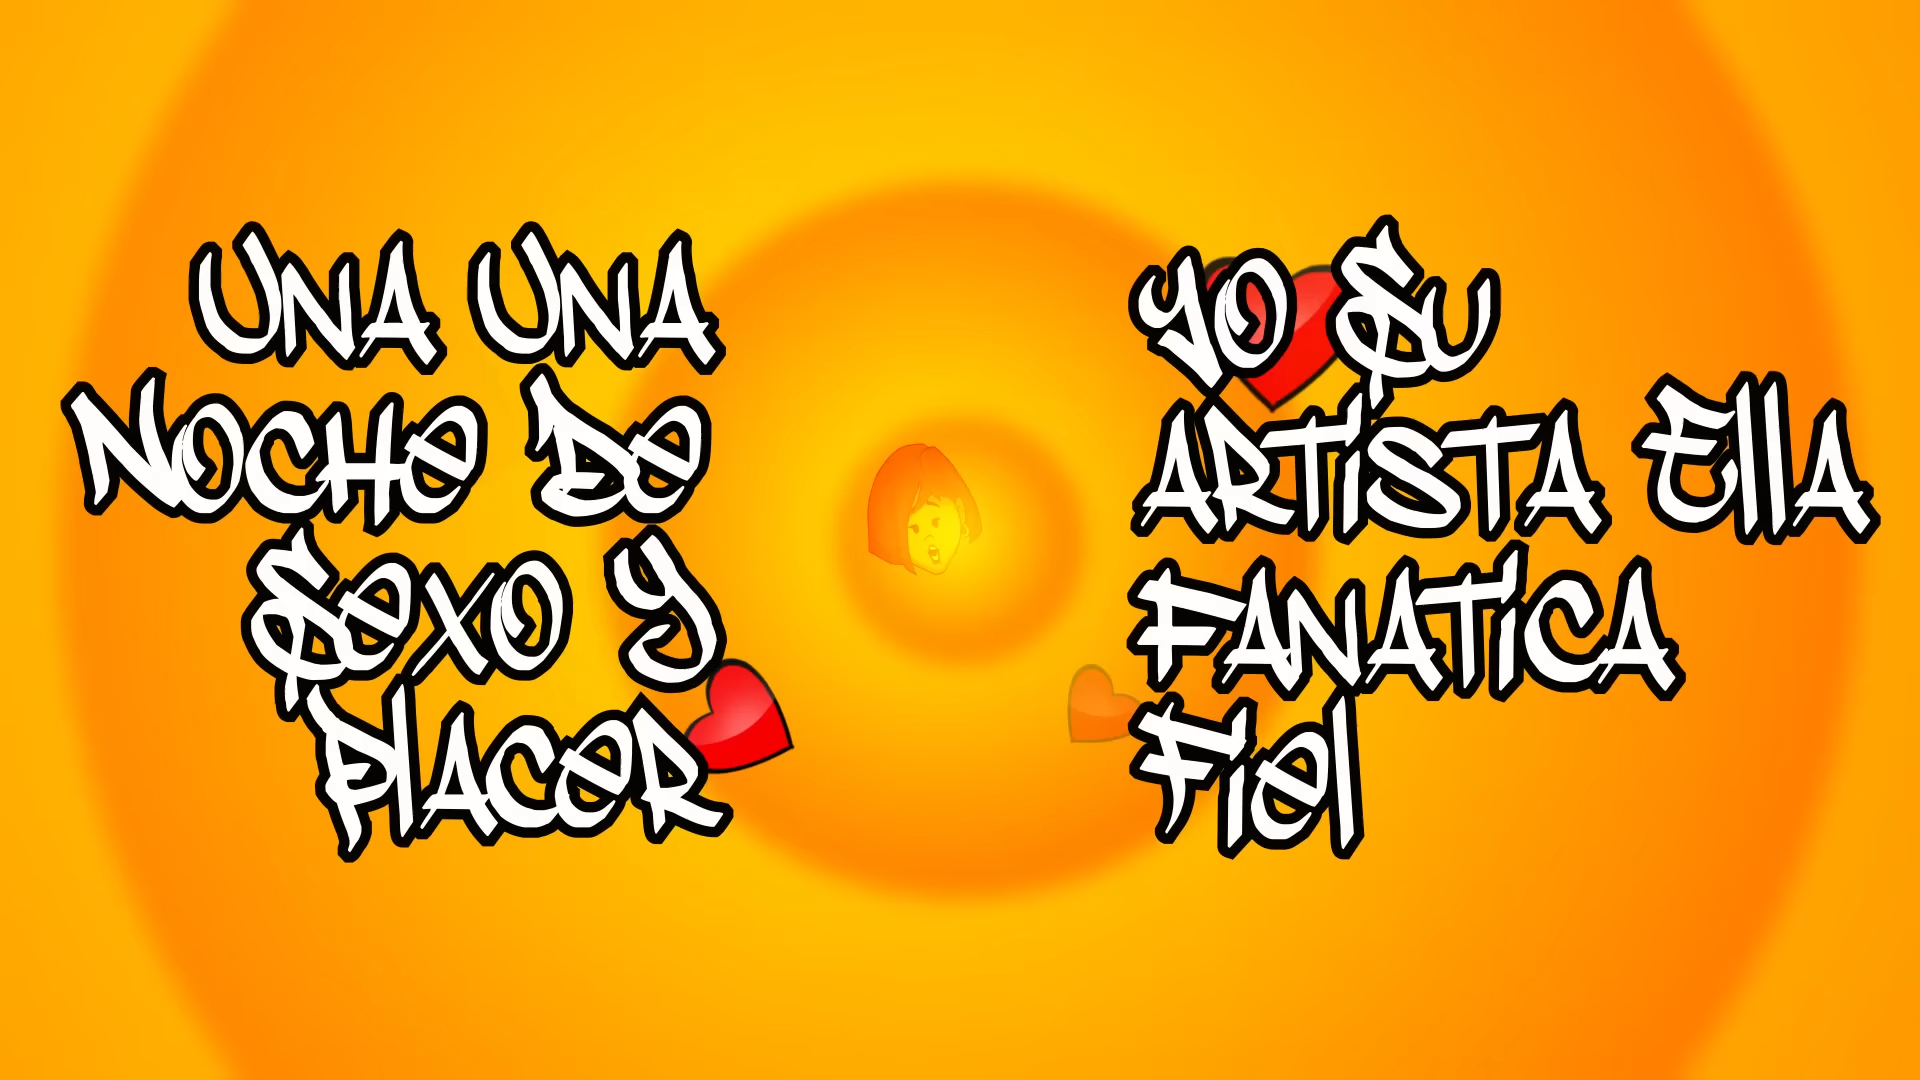 Una Una
Noche De
Sexo Y
Placer
Yo Su
Artista Ella
Fanatica
Fiel